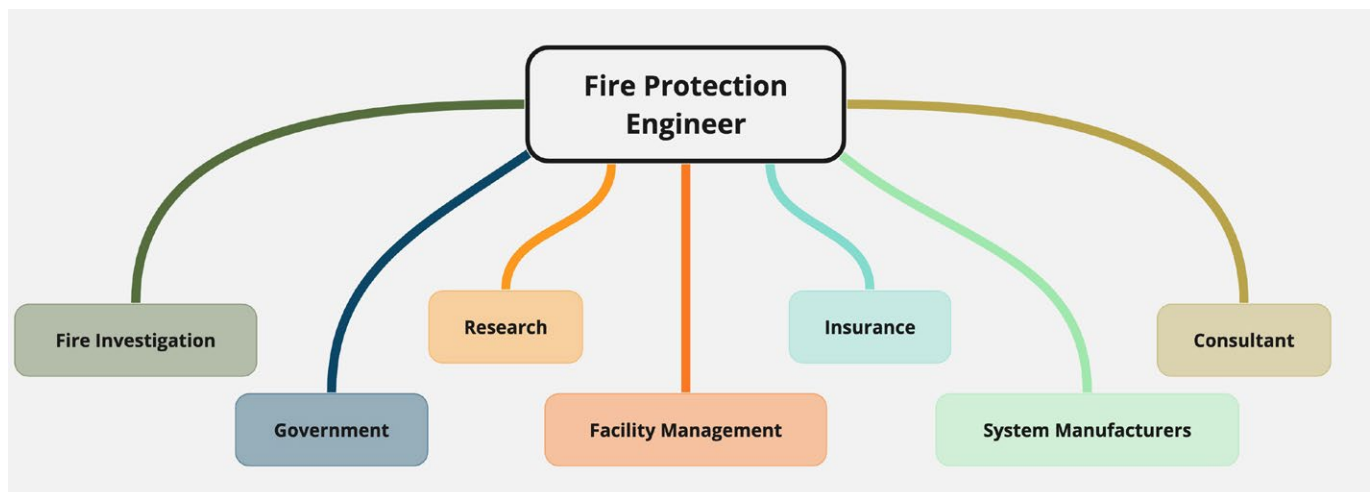 Fire Protection
Engineer
Fire Investigation
Government
Research
Facility Management
Insurance
System Manufacturers
Consultant